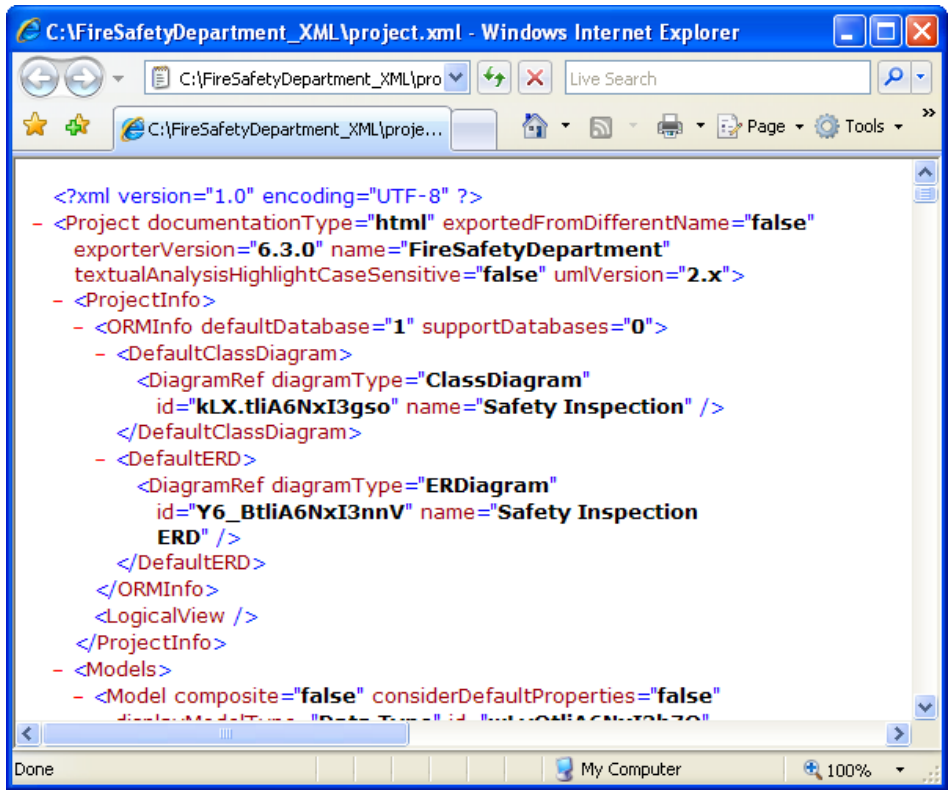 C:\FireSafetyDepartment_XML\project.xml - Windows Internet Explorer
C:\FireSafetyDepartment_XML\pro
Live Search
C:\FireSafetyDepartment_XML\proje...
Page
Tools
»
<?xml version="1.0" encoding="UTF-8" ?>
- <Project documentationType="html" exportedFromDifferentName="false"
exporterVersion="6.3.0" name="FireSafetyDepartment"
textualAnalysisHighlightCaseSensitive="false" umlVersion="2.x">
- <ProjectInfo>
- <ORMInfo defaultDatabase="1" supportDatabases="0">
- <DefaultClassDiagram>
<DiagramRef diagramType="ClassDiagram"
id="kLX.tliA6NxI3gso" name="Safety Inspection" />
</DefaultClassDiagram>
- <DefaultERD>
<DiagramRef diagramType="ERDiagram"
id="Y6_BtliA6NxI3nnV" name="Safety Inspection
ERD" />
</DefaultERD>
</ORMInfo>
<LogicalView />
</ProjectInfo>
- <Models>
- <Model composite="false" considerDefaultProperties="false"
Done
My Computer
100%